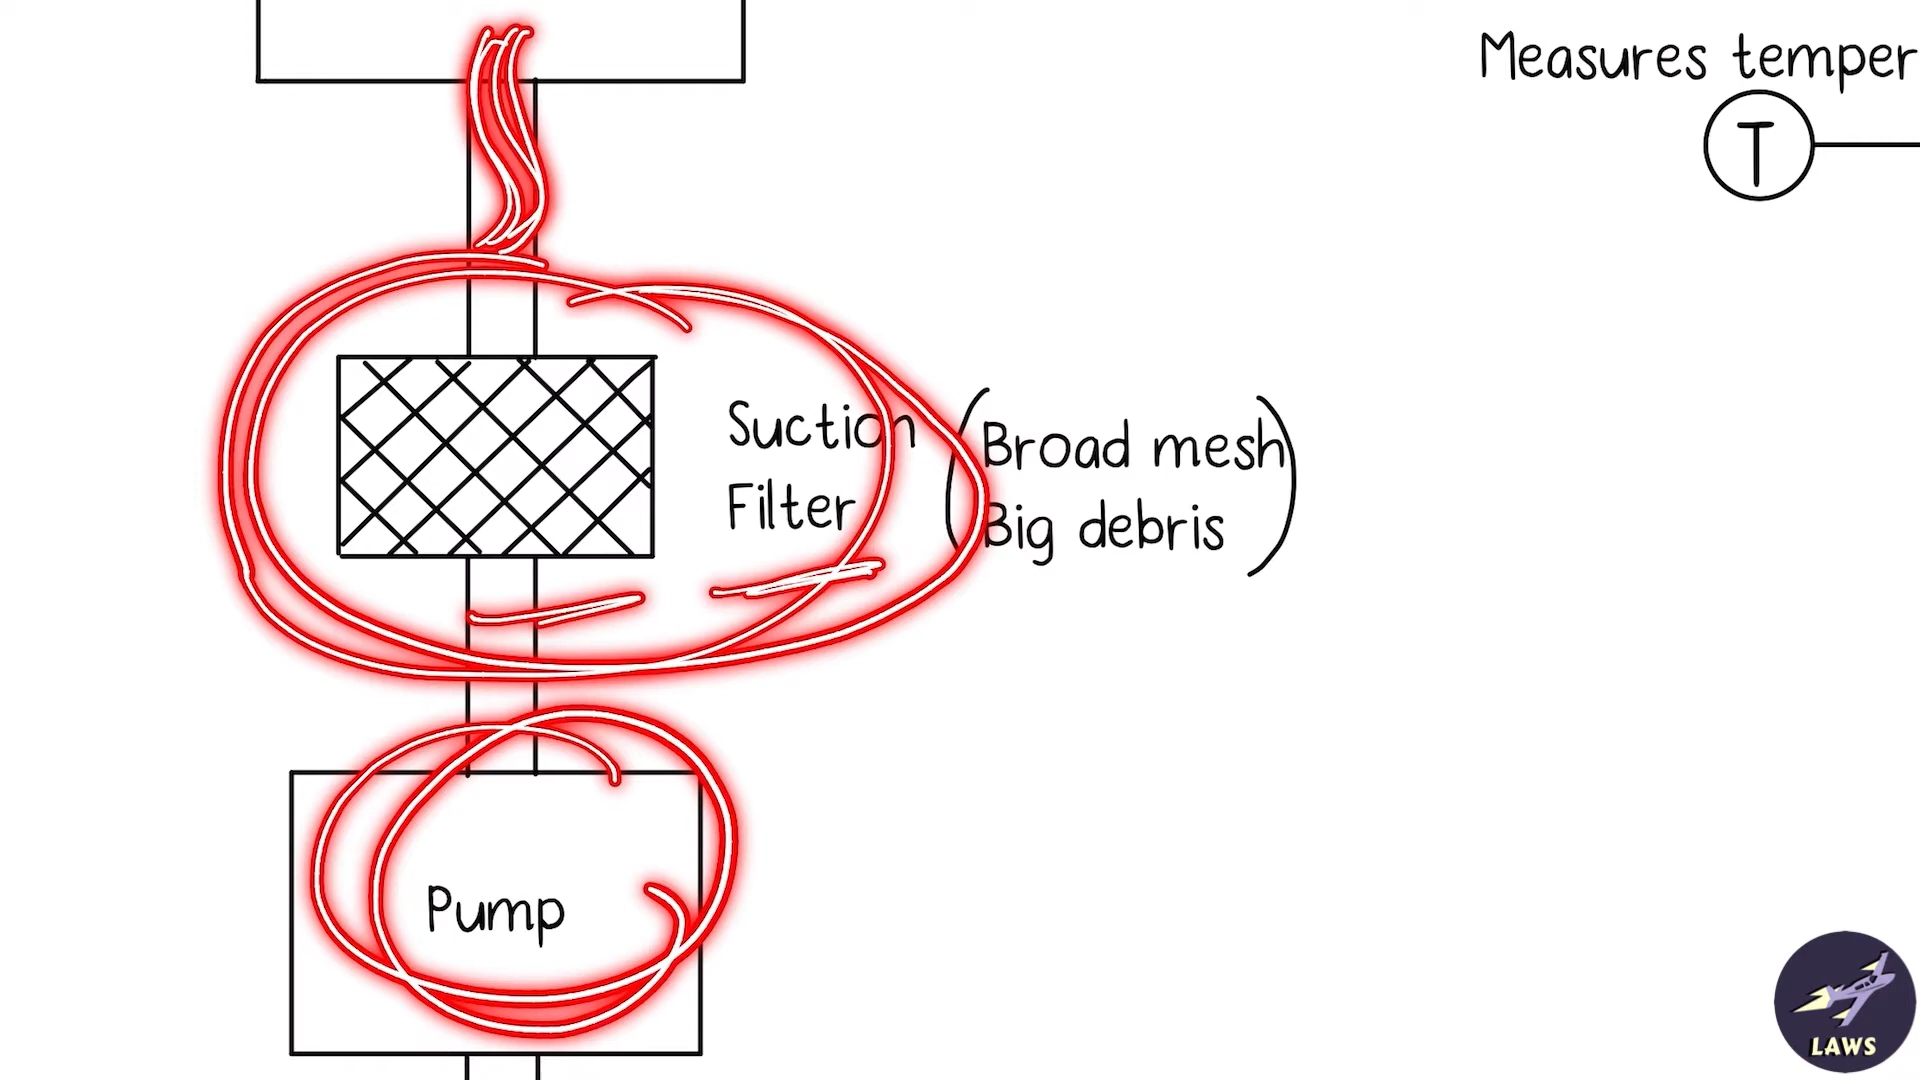 Measures temper
T
Suction
Filter
(Broad mesh
Big debris)
Pump
LAWS